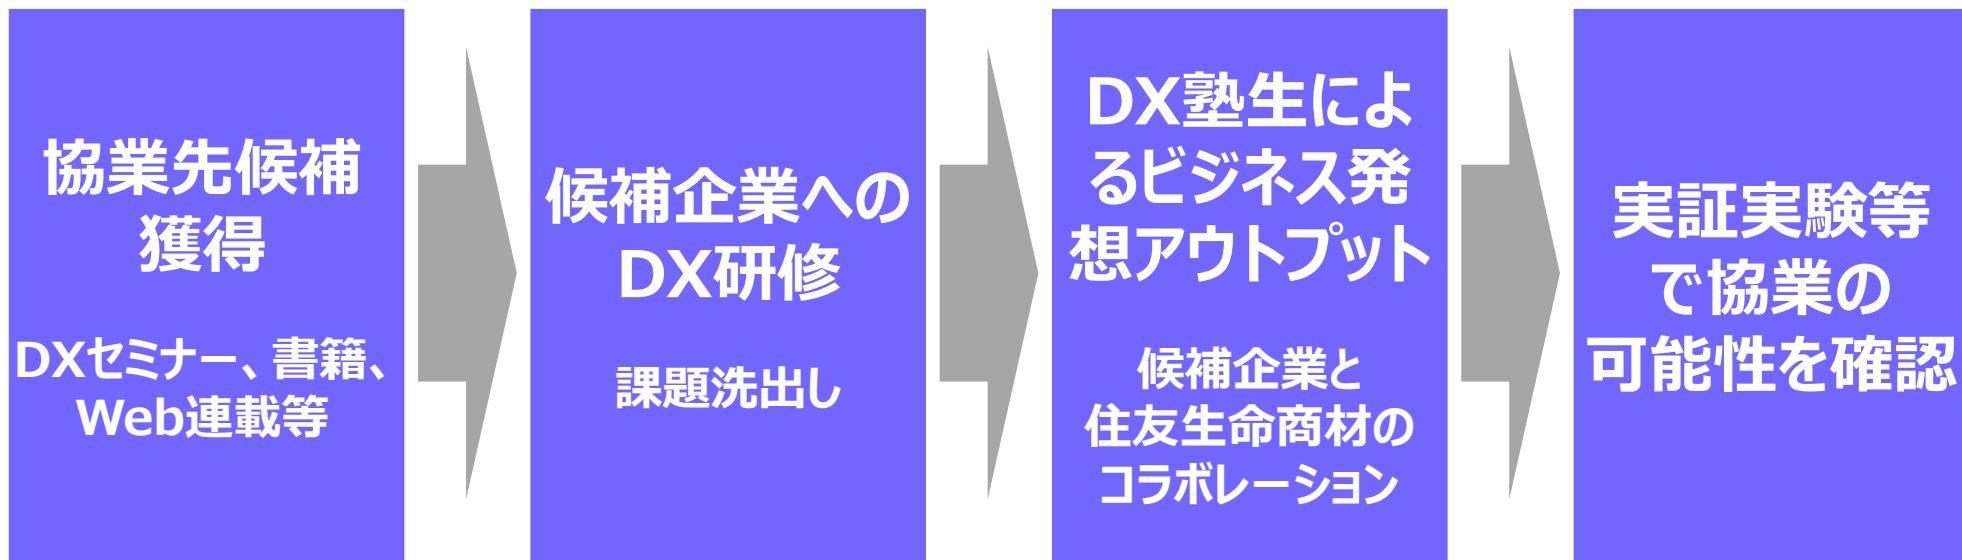 協業先候補
獲得
DXセミナー、書籍、
Web連載等
候補企業への
DX研修
課題洗出し
DX塾生によ
るビジネス発
想アウトプット
候補企業と
住友生命商材の
コラボレーション
実証実験等
で協業の
可能性を確認